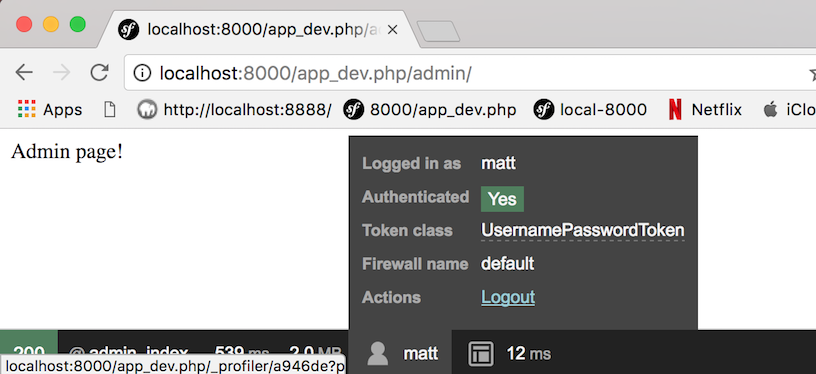 localhost:8000/app_dev.php/a
localhost:8000/app_dev.php/admin/
Apps http://localhost:8888/ 8000/app_dev.php local-8000 Netflix iClo
Admin page!
Logged in as matt
Authenticated Yes
Token class UsernamePasswordToken
Firewall name default
Actions Logout
200 @ admin_index 539 ms 2.0 MB matt 12 ms
localhost:8000/app_dev.php/_profiler/a946de?p